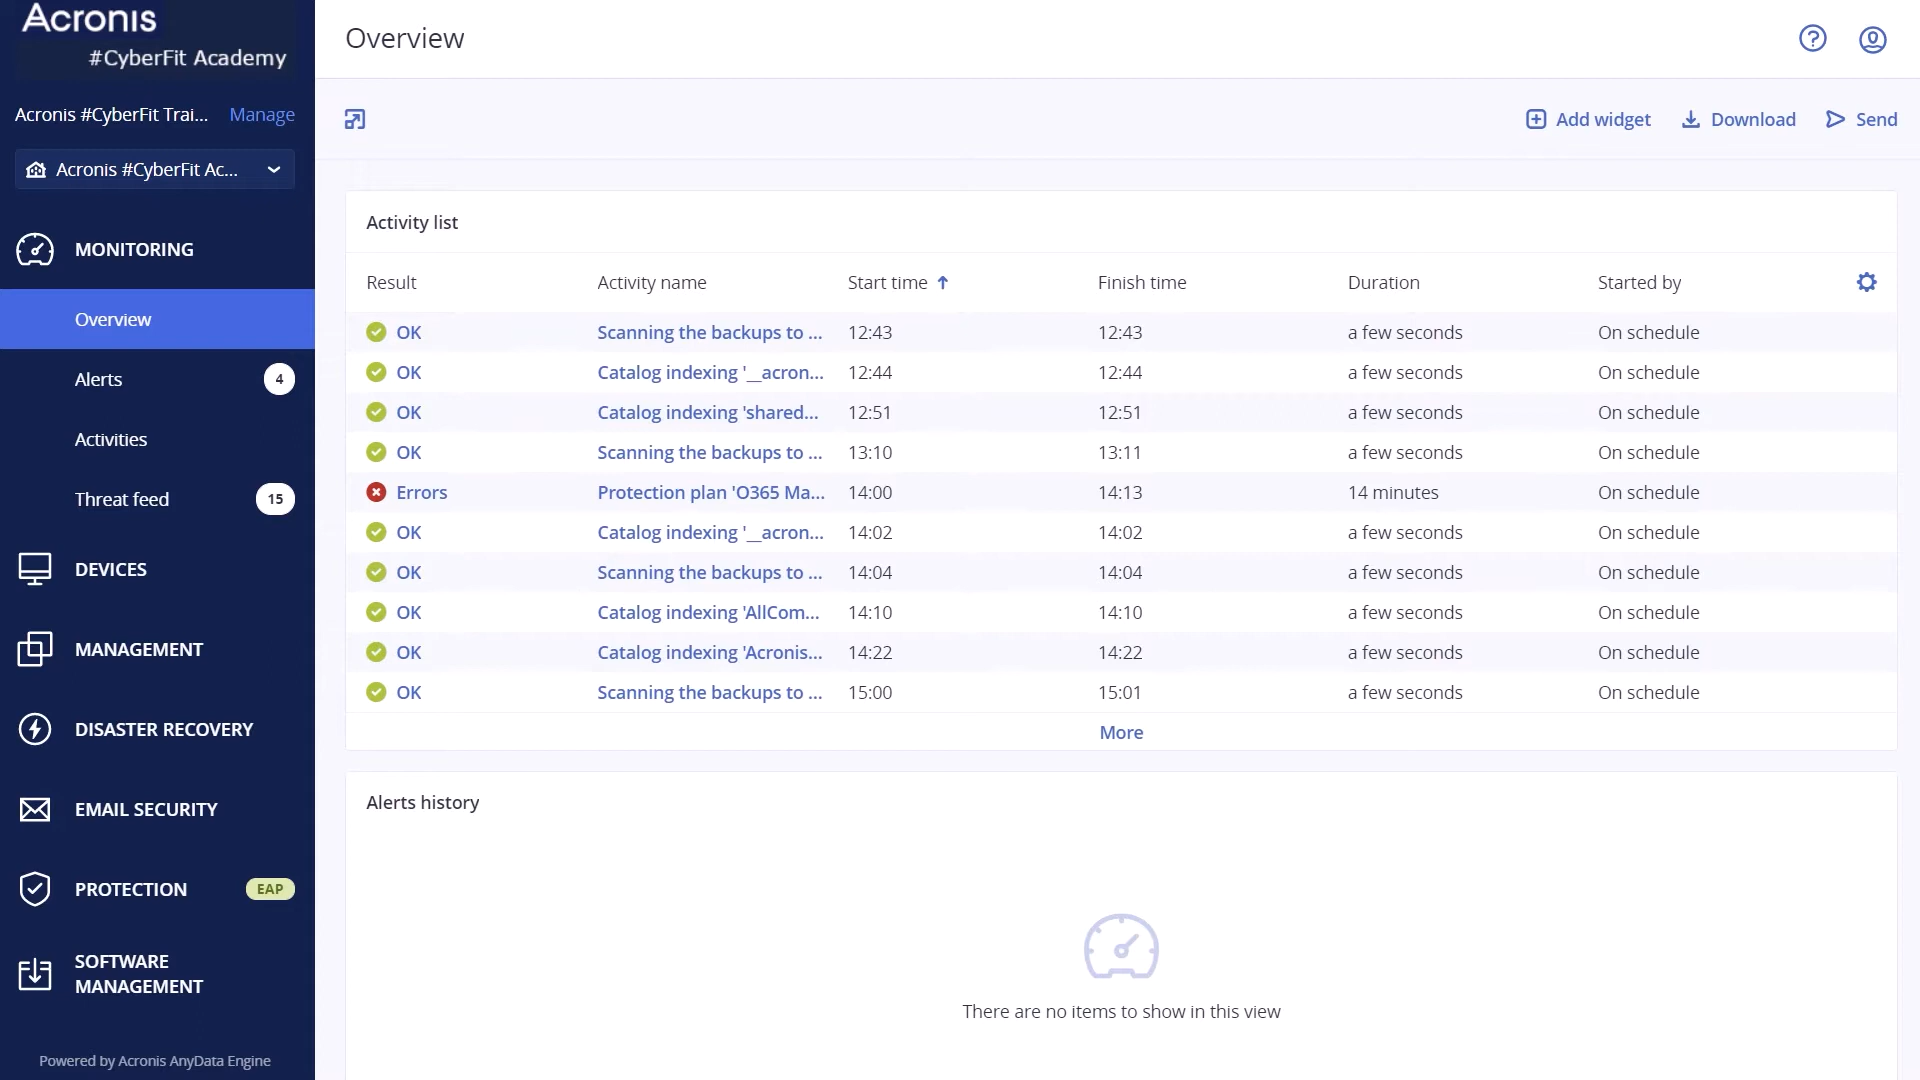 Acronis
#CyberFit Academy
Acronis #CyberFit Trai... Manage
Acronis #CyberFit Ac...
MONITORING
Overview
Alerts 4
Activities
Threat feed 15
DEVICES
MANAGEMENT
DISASTER RECOVERY
EMAIL SECURITY
PROTECTION EAP
SOFTWARE
MANAGEMENT
Powered by Acronis AnyData Engine
Overview
Add widget Download Send
Activity list
Result Activity name Start time Finish time Duration Started by
OK Scanning the backups to ... 12:43 12:43 a few seconds On schedule
OK Catalog indexing '__acron... 12:44 12:44 a few seconds On schedule
OK Catalog indexing 'shared... 12:51 12:51 a few seconds On schedule
OK Scanning the backups to ... 13:10 13:11 a few seconds On schedule
Errors Protection plan 'O365 Ma... 14:00 14:13 14 minutes On schedule
OK Catalog indexing '__acron... 14:02 14:02 a few seconds On schedule
OK Scanning the backups to ... 14:04 14:04 a few seconds On schedule
OK Catalog indexing 'AllCom... 14:10 14:10 a few seconds On schedule
OK Catalog indexing 'Acronis... 14:22 14:22 a few seconds On schedule
OK Scanning the backups to ... 15:00 15:01 a few seconds On schedule
More
Alerts history
There are no items to show in this view